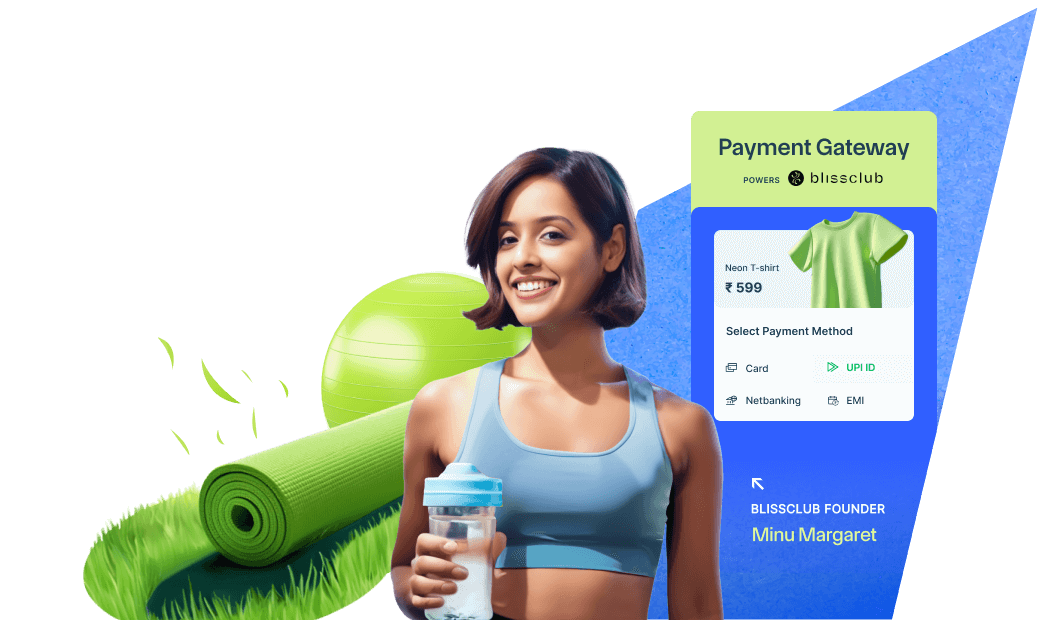 Payment Gateway
POWERS blissclub
Neon T-shirt
₹ 599
Select Payment Method
Card UPI ID
Netbanking EMI
BLISSCLUB FOUNDER
Minu Margaret